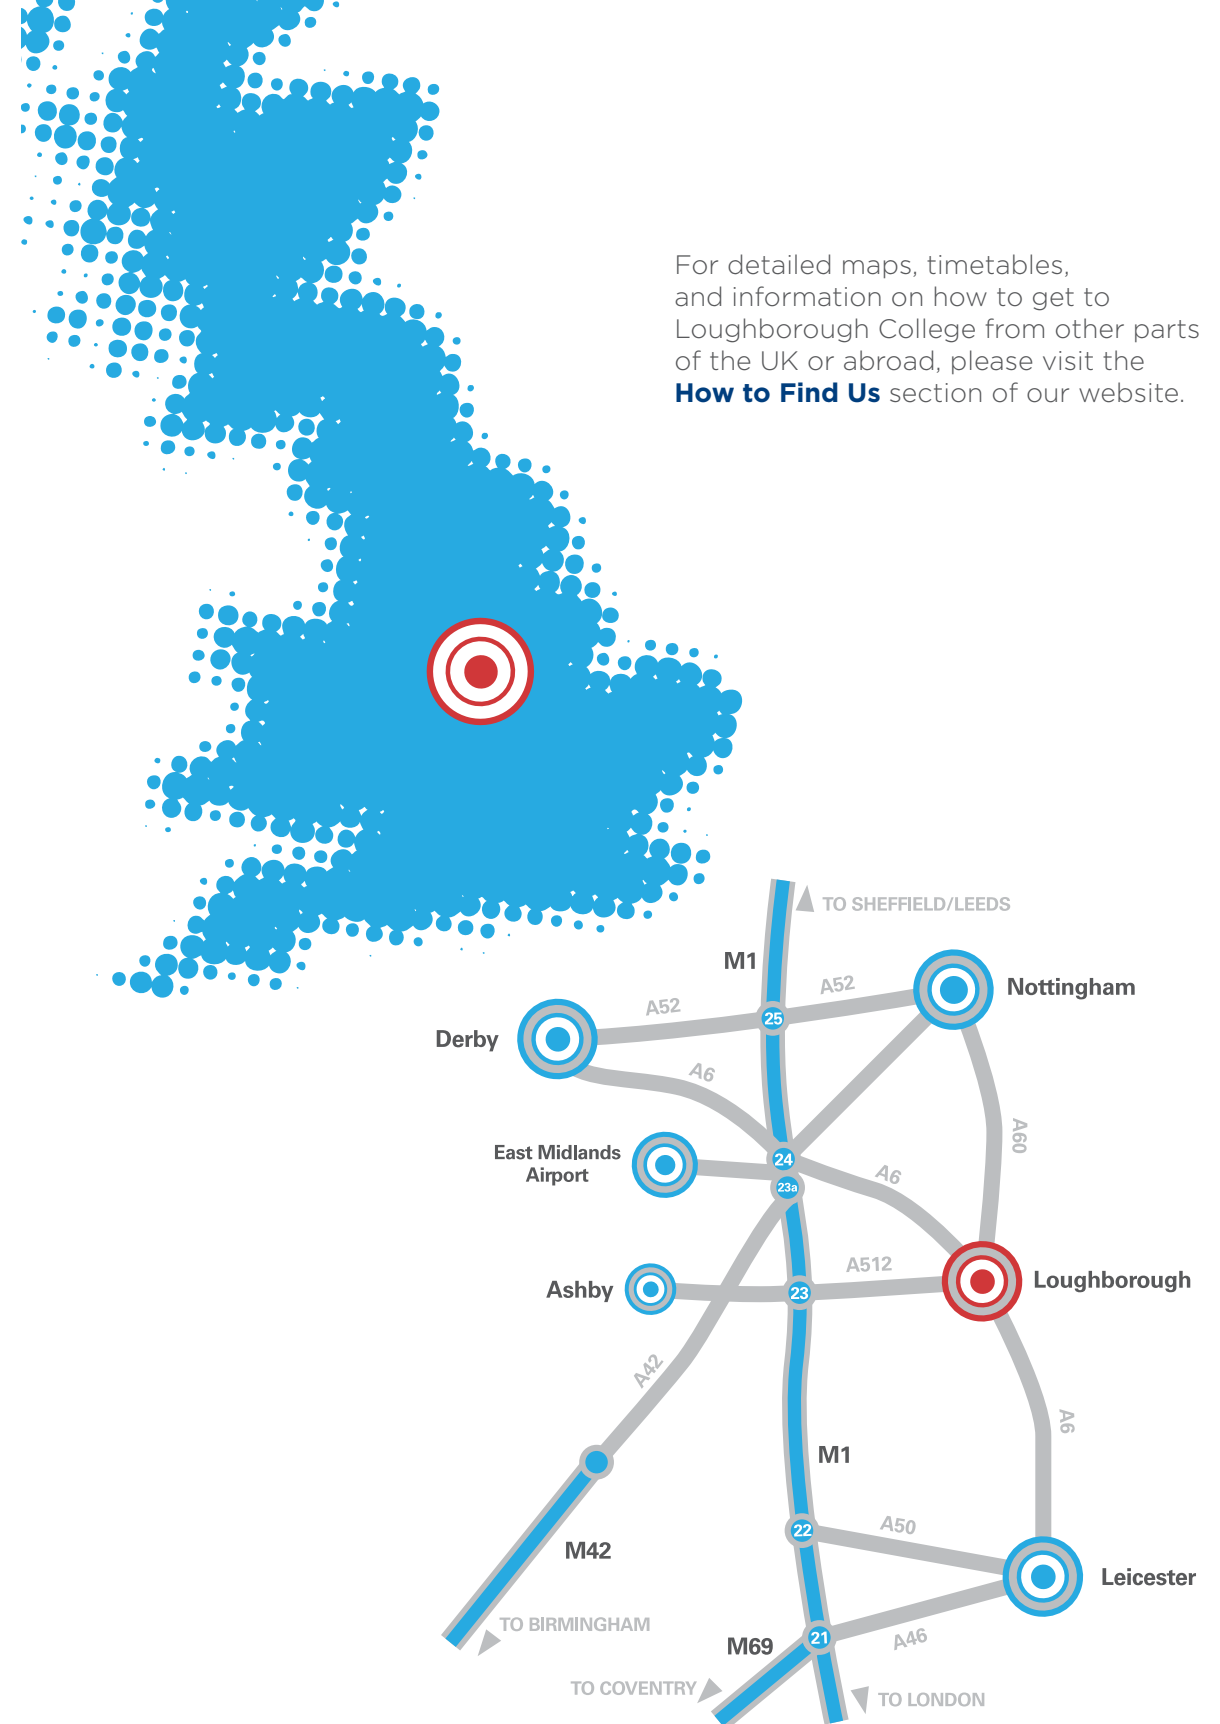 For detailed maps, timetables,
and information on how to get to
Loughborough College from other parts
of the UK or abroad, please visit the
How to Find Us section of our website.
TO SHEFFIELD/LEEDS
M1
A52
A52
Nottingham
25
Derby
A6
A60
East Midlands
Airport
24
23a
A6
A512
Loughborough
Ashby
23
A42
A6
M1
22
A50
M42
Leicester
TO BIRMINGHAM
M69
21
A46
TO COVENTRY
TO LONDON